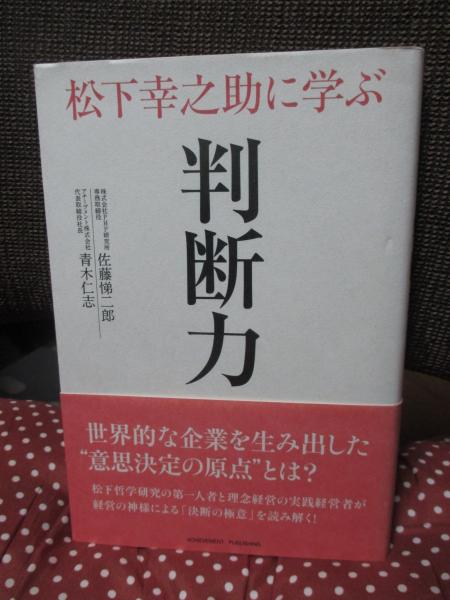 松下幸之助に学ぶ
判断力
株式会社PHP研究所
専務取締役
佐藤悌二郎
アチーブメント株式会社
代表取締役社長
青木仁志
世界的な企業を生み出した
“意思決定の原点”とは?
松下哲学研究の第一人者と理念経営の実践経営者が
経営の神様による「決断の極意」を読み解く!
ACHIEVEMENT PUBLISHING